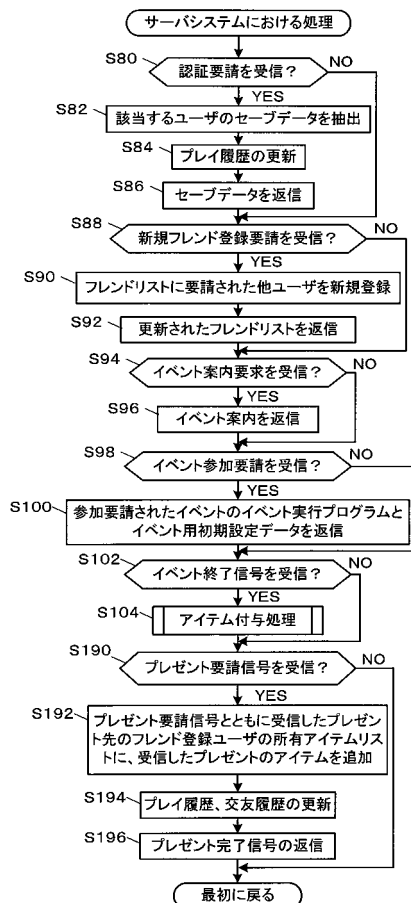 サーバシステムにおける処理
S80
認証要請を受信？
NO
YES
S82
該当するユーザのセーブデータを抽出
S84
プレイ履歴の更新
S86
セーブデータを返信
S88
新規フレンド登録要請を受信？
NO
YES
S90
フレンドリストに要請された他ユーザを新規登録
S92
更新されたフレンドリストを返信
S94
イベント案内要求を受信？
NO
YES
S96
イベント案内を返信
S98
イベント参加要請を受信？
NO
YES
S100
参加要請されたイベントのイベント実行プログラムと
イベント用初期設定データを返信
S102
イベント終了信号を受信？
NO
YES
S104
アイテム付与処理
S190
プレゼント要請信号を受信？
NO
YES
S192
プレゼント要請信号とともに受信したプレゼント
先のフレンド登録ユーザの所有アイテムリスト
に、受信したプレゼントのアイテムを追加
S194
プレイ履歴、交友履歴の更新
S196
プレゼント完了信号の返信
最初に戻る